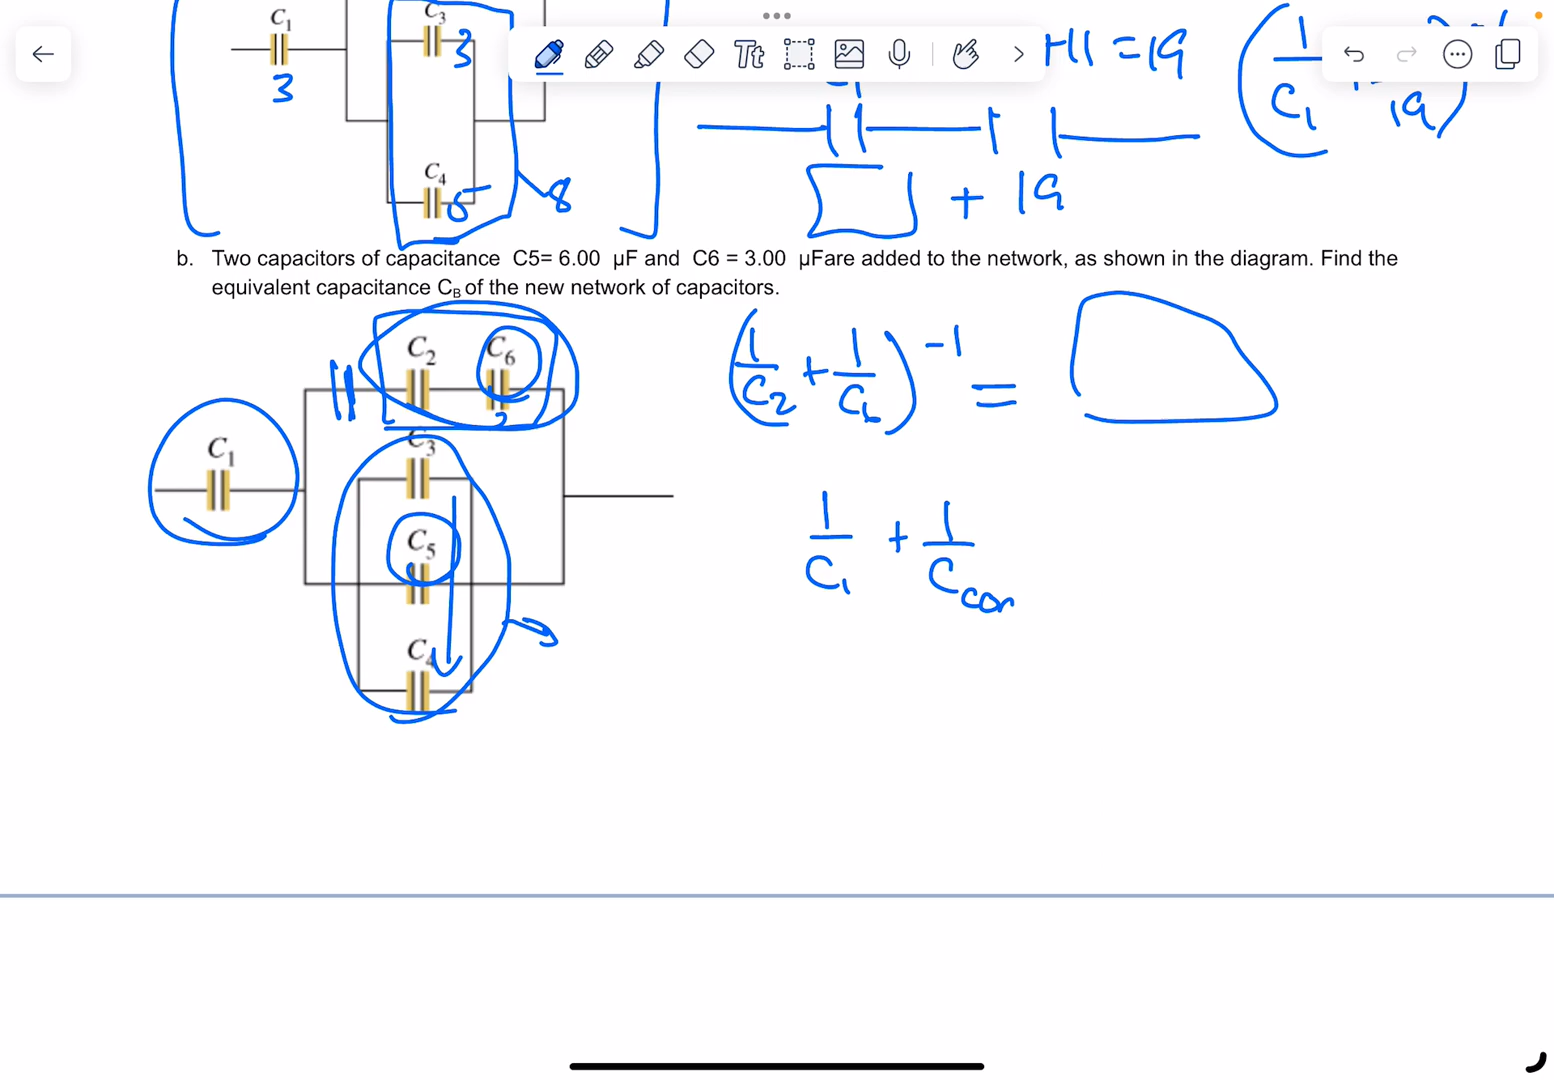 C1
3
C3
3
C4
5
8
+11 = 19
1
C1
19
+ 19
Tt
b. Two capacitors of capacitance C5= 6.00 µF and C6 = 3.00 µFare added to the network, as shown in the diagram. Find the
equivalent capacitance CB of the new network of capacitors.
C2
C6
C1
C3
C5
C4
(1/C2 + 1/C6)^-1 =
1/C1 + 1/Ccom